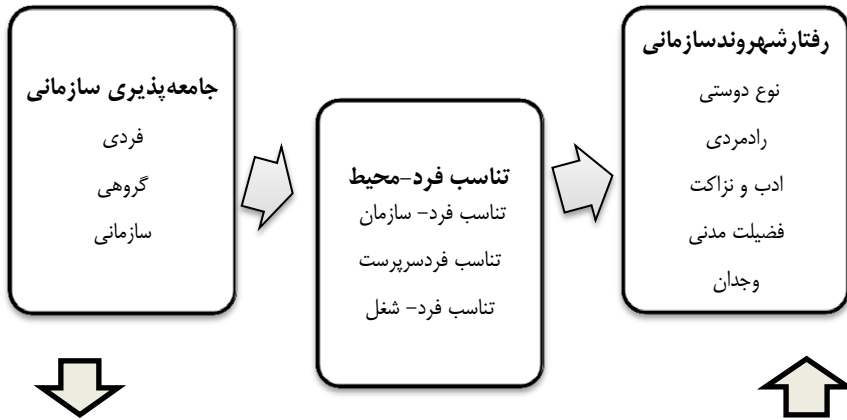 جامعه‌پذیری سازمانی
فردی
گروهی
سازمانی
تناسب فرد-محیط
تناسب فرد- سازمان
تناسب فردسرپرست
تناسب فرد- شغل
رفتارشهروندسازمانی
نوع دوستی
رادمردی
ادب و نزاکت
فضیلت مدنی
وجدان